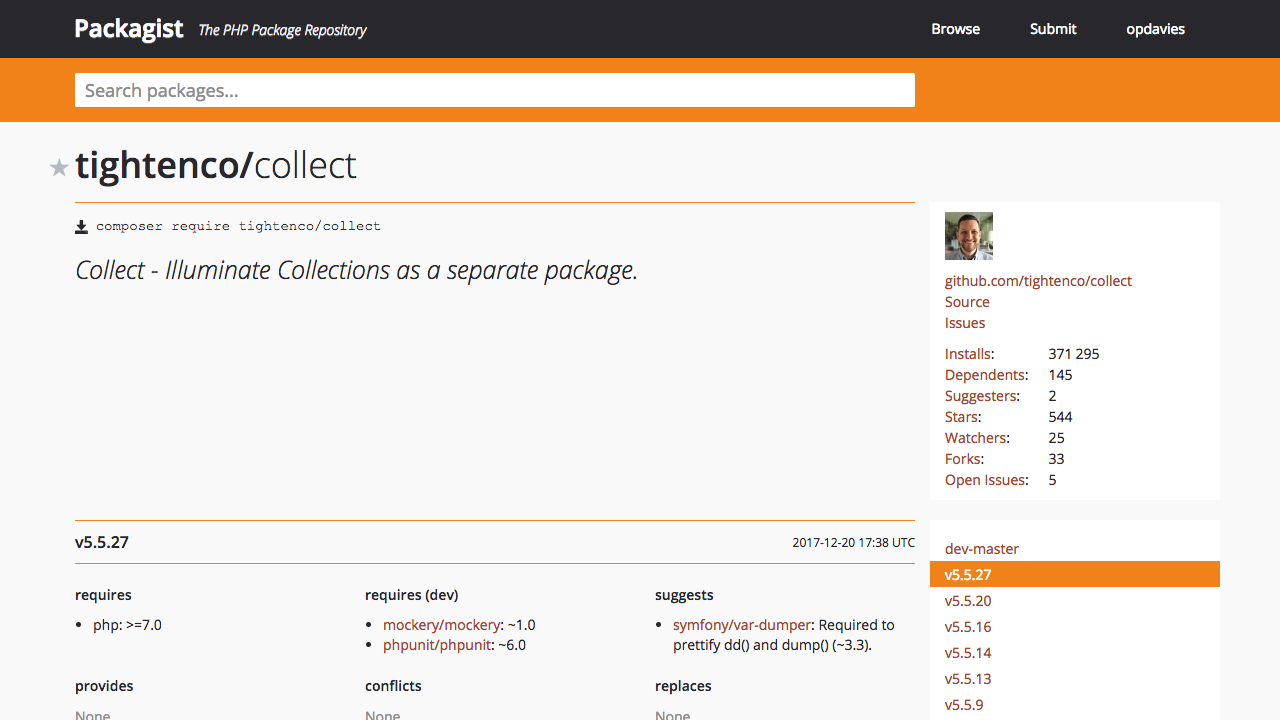 Packagist The PHP Package Repository Browse Submit opdavies
Search packages...
tightenco/collect
composer require tightenco/collect
Collect - Illuminate Collections as a separate package.
github.com/tightenco/collect
Source
Issues
Installs: 371 295
Dependents: 145
Suggesters: 2
Stars: 544
Watchers: 25
Forks: 33
Open Issues: 5
v5.5.27 2017-12-20 17:38 UTC
requires
php: >=7.0
requires (dev)
mockery/mockery: ~1.0
phpunit/phpunit: ~6.0
suggests
symfony/var-dumper: Required to
prettify dd() and dump() (~3.3).
provides
None
conflicts
None
replaces
None
dev-master
v5.5.27
v5.5.20
v5.5.16
v5.5.14
v5.5.13
v5.5.9